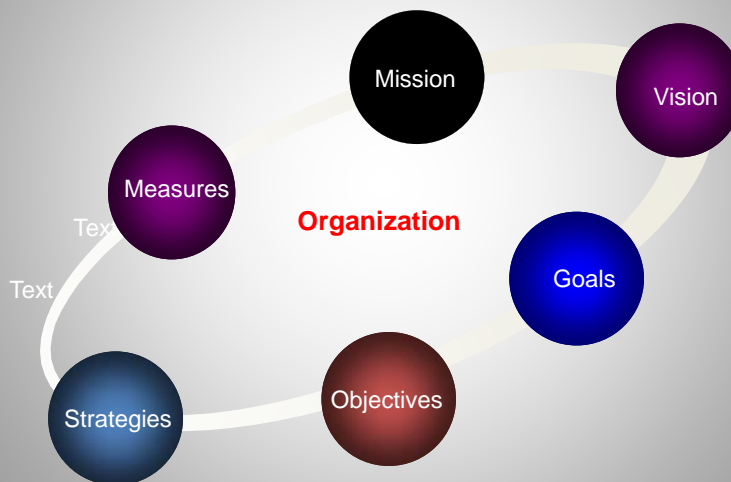 Mission
Vision
Measures
Organization
Tex
Text
Goals
Objectives
Strategies